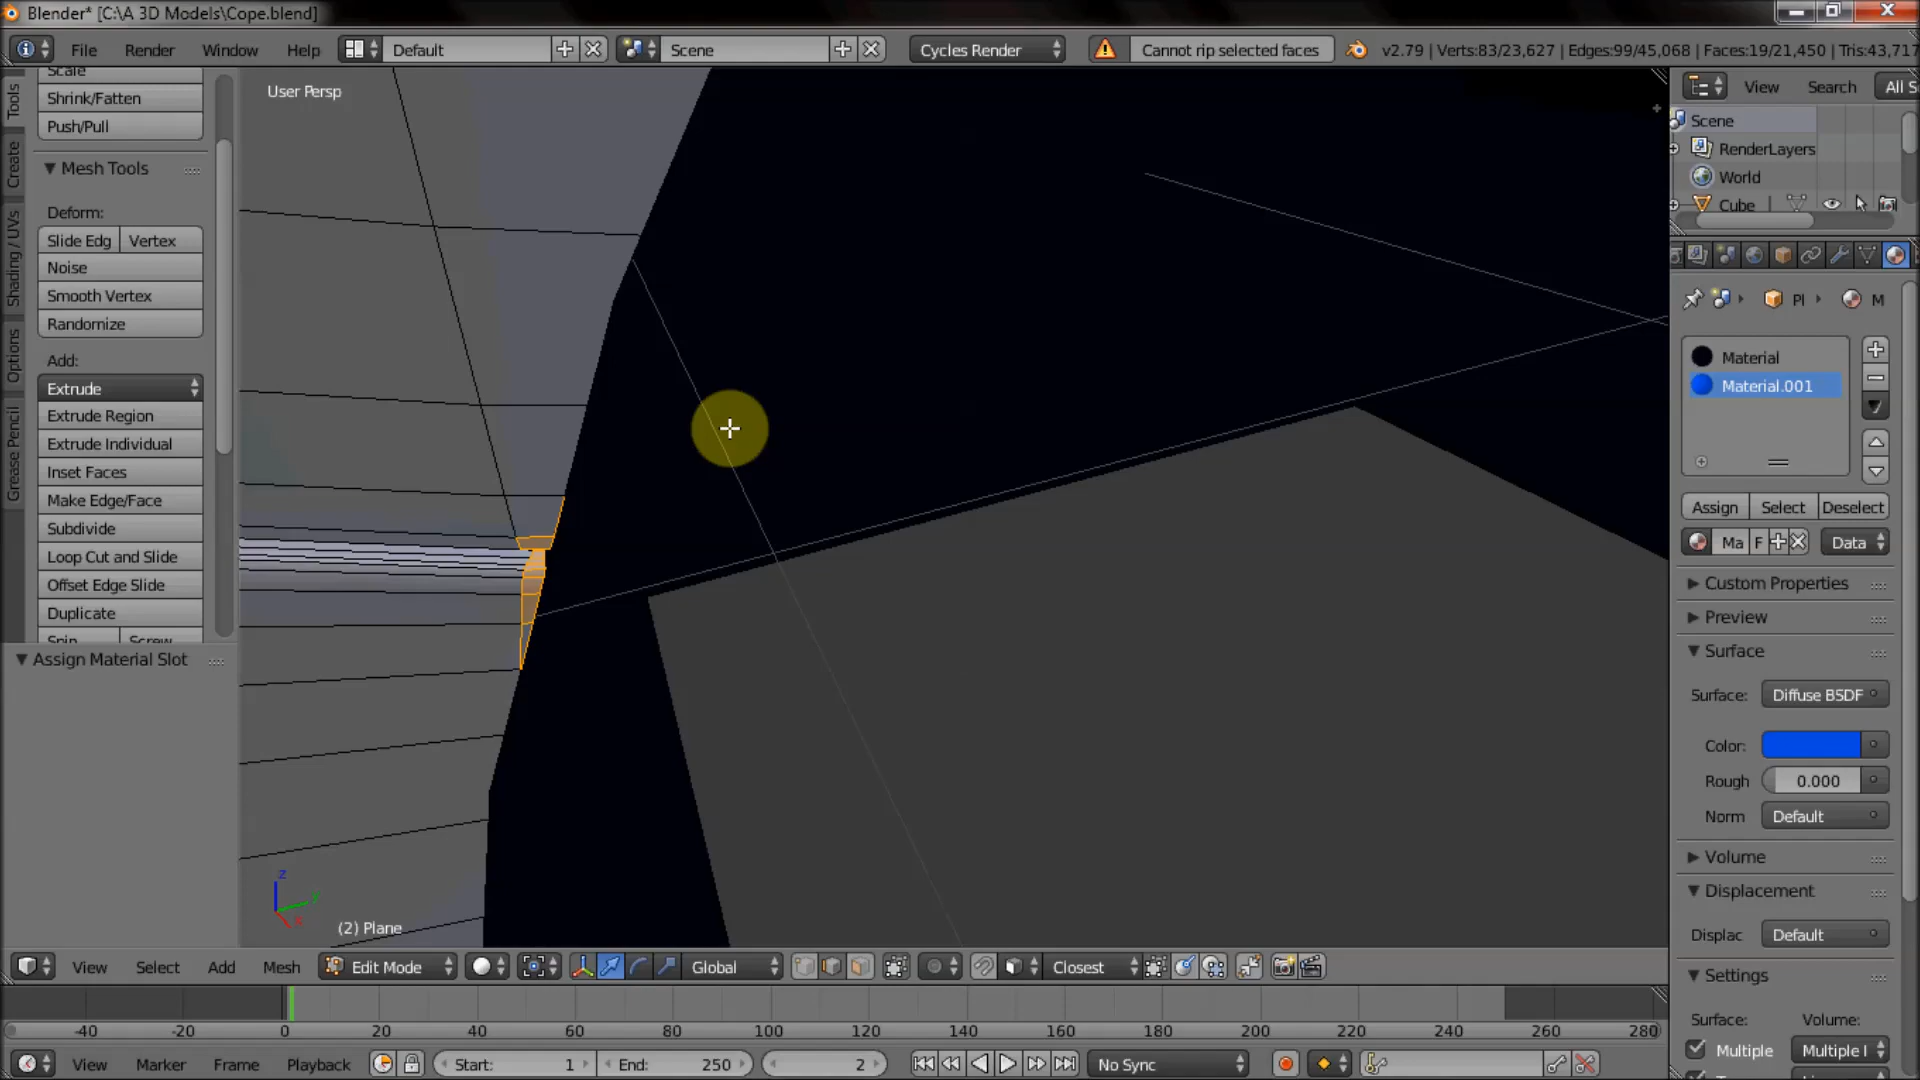 Blender* [C:\A 3D Models\Cope.blend]
File Render Window Help Default Scene Cycles Render Cannot rip selected faces v2.79 | Verts:83/23,627 | Edges:99/45,068 | Faces:19/21,450 | Tris:43,717
Tools
Create
Shading / UVs
Options
Grease Pencil
Scale
Shrink/Fatten
Push/Pull
Mesh Tools
Deform:
Slide Edg Vertex
Noise
Smooth Vertex
Randomize
Add:
Extrude
Extrude Region
Extrude Individual
Inset Faces
Make Edge/Face
Subdivide
Loop Cut and Slide
Offset Edge Slide
Duplicate
Spin Screw
Assign Material Slot
User Persp
z
y
x
(2) Plane
View Search All S
Scene
RenderLayers
World
Cube
Pl M
Material
Material.001
Assign Select Deselect
Ma F Data
Custom Properties
Preview
Surface
Surface: Diffuse BSDF
Color:
Rough 0.000
Norm Default
Volume
Displacement
Displac Default
Settings
Surface: Volume:
Multiple Multiple I
View Select Add Mesh Edit Mode Global Closest
-40 -20 0 20 40 60 80 100 120 140 160 180 200 220 240 260 280
View Marker Frame Playback Start: 1 End: 250 2 No Sync